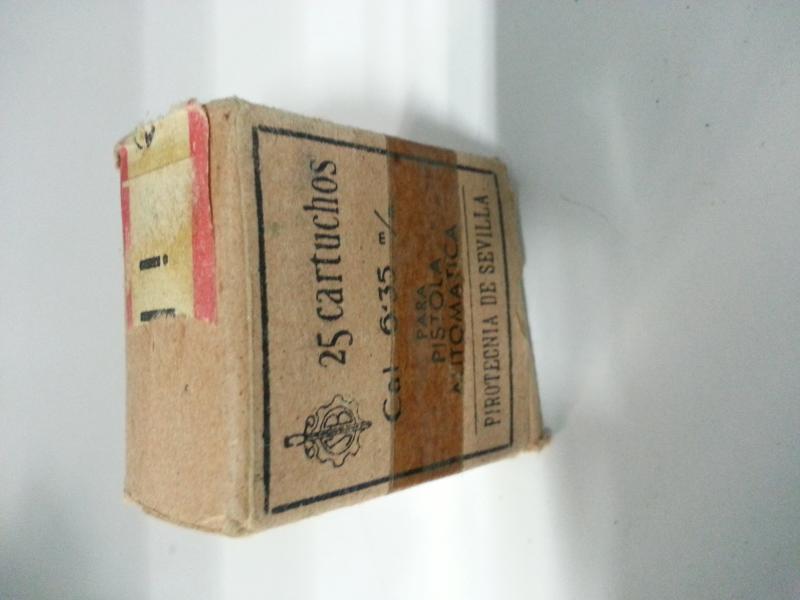 25 cartuchos
Cal 6'35 m/
PARA
PISTOLA
AUTOMATICA
PIROTECNIA DE SEVILLA